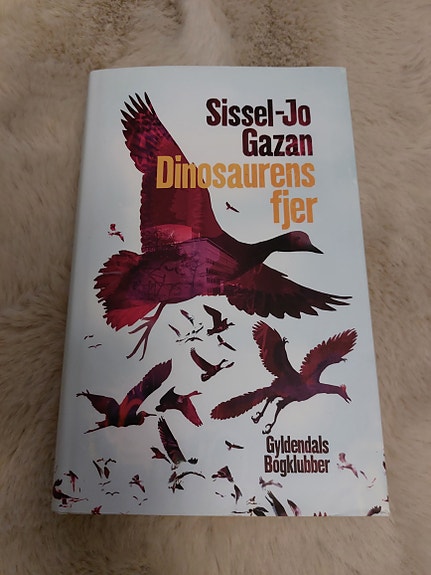 Sissel-Jo
Gazan
Dinosaurens
fjer
Gyldendals
Bogklubber